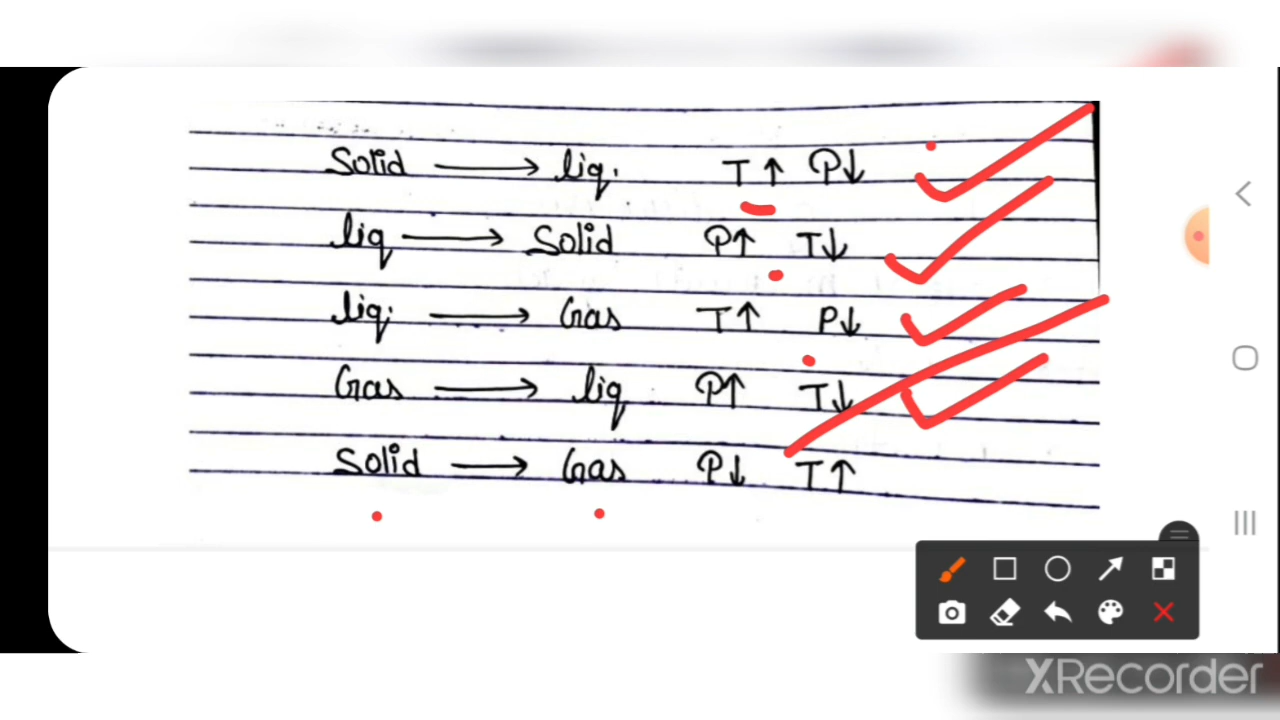 Solid ⟶ liq. T↑ P↓
liq ⟶ Solid P↑ T↓
liq. ⟶ Gas T↑ P↓
Gas ⟶ liq P↑ T↓
Solid ⟶ Gas P↓ T↑
XRecorder